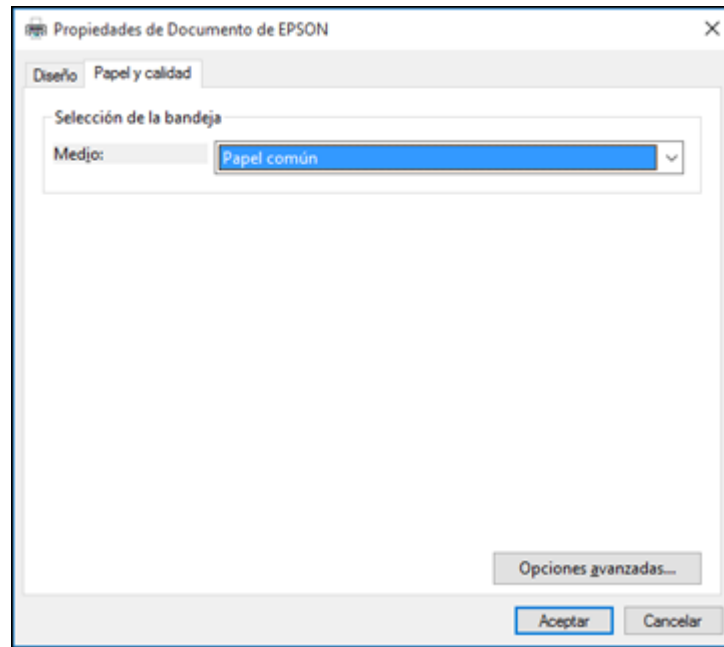 Propiedades de Documento de EPSON
Diseño Papel y calidad
Selección de la bandeja
Medio: Papel común
Opciones avanzadas...
Aceptar Cancelar